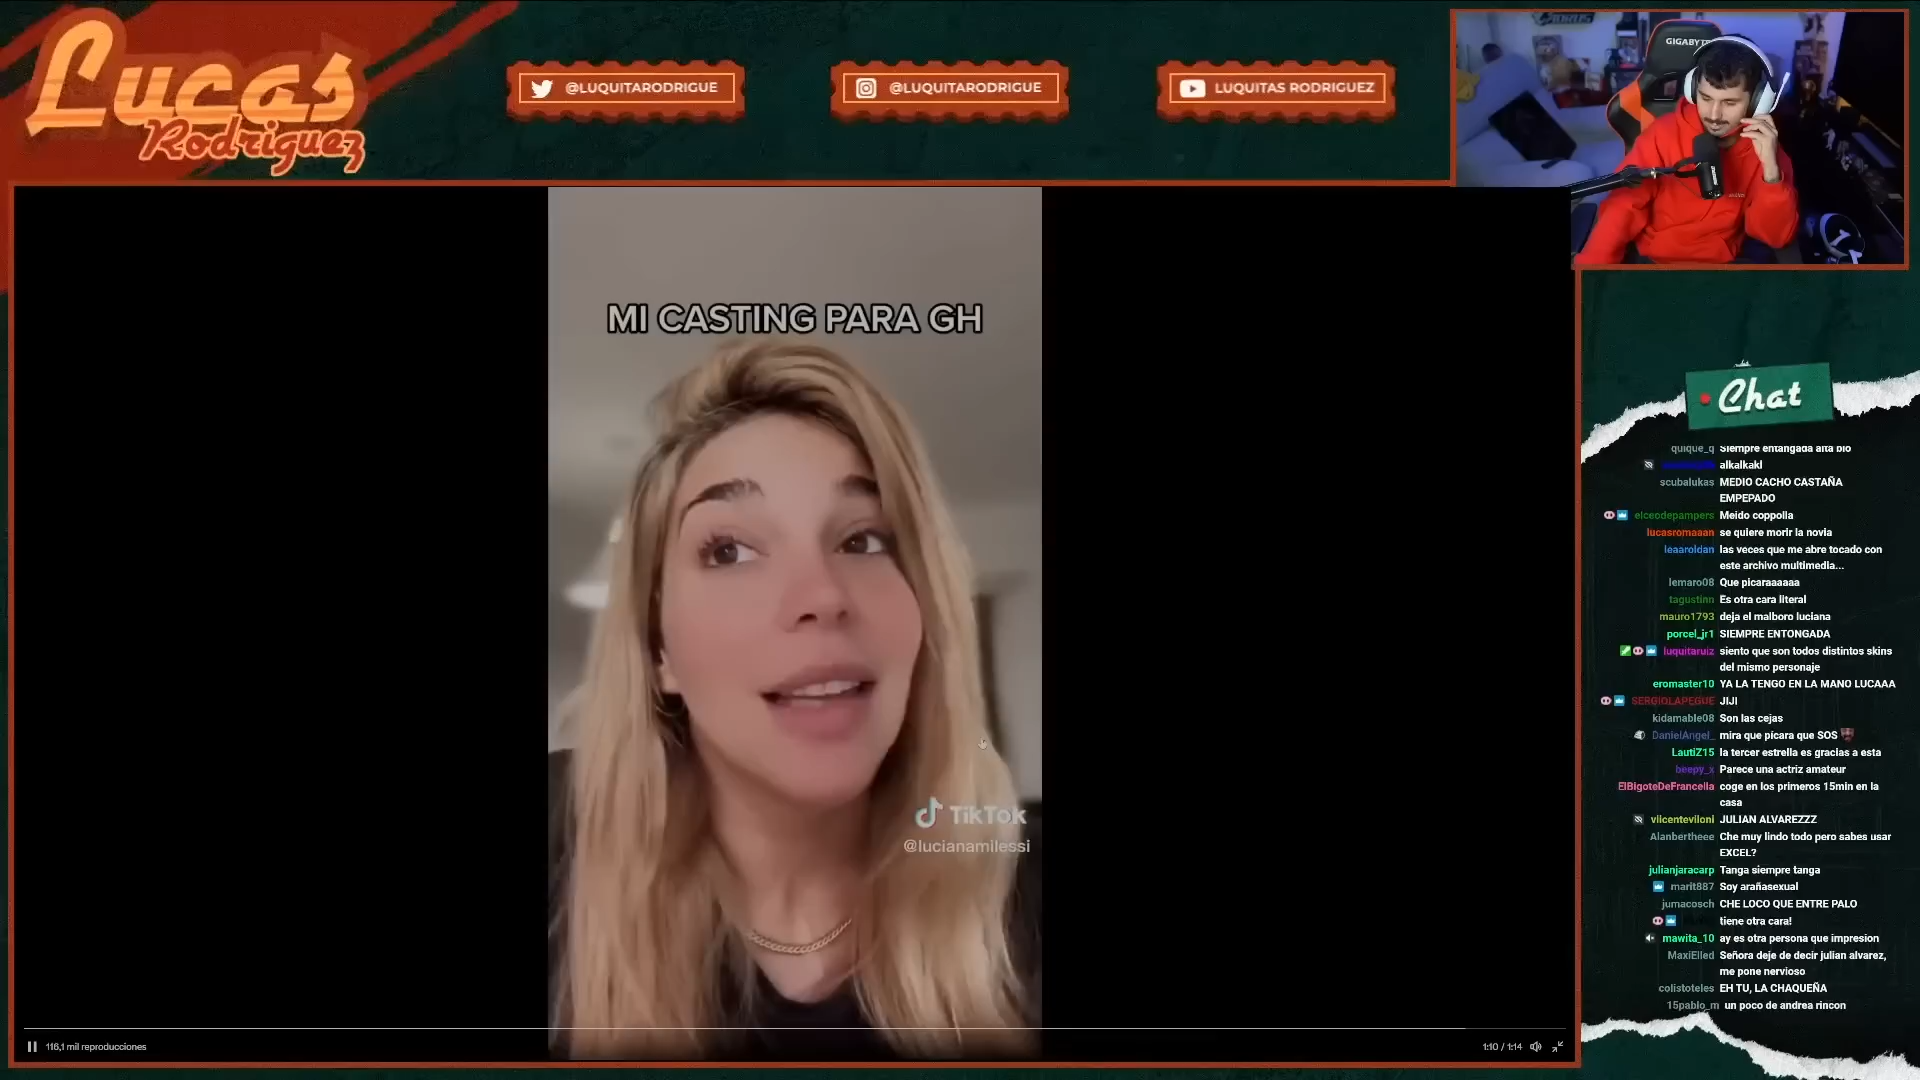 Lucas
Rodriguez
@LUQUITARODRIGUE
@LUQUITARODRIGUE
LUQUITAS RODRIGUEZ
GIGABYTE
MI CASTING PARA GH
TikTok
@lucianamilessi
116,1 mil reproducciones
1:10 / 1:14
Chat
quique_q Siempre entangada alta bio
alkalkakl
scubalukas MEDIO CACHO CASTAÑA
EMPEPADO
elceodepampers Meido coppolla
lucasromaaan se quiere morir la novia
leaaroldan las veces que me abre tocado con
este archivo multimedia...
lemaro08 Que picaraaaaaa
tagustinn Es otra cara literal
mauro1793 deja el malboro luciana
porcel_jr1 SIEMPRE ENTONGADA
luquitaruiz siento que son todos distintos skins
del mismo personaje
eromaster10 YA LA TENGO EN LA MANO LUCAAA
SERGIOLAPEGUE JIJI
kidamable08 Son las cejas
DanielAngel_ mira que picara que SOS
LautiZ15 la tercer estrella es gracias a esta
beepy_x Parece una actriz amateur
ElBigoteDeFrancella coge en los primeros 15min en la
casa
viicenteviloni JULIAN ALVAREZZZ
Alanbertheee Che muy lindo todo pero sabes usar
EXCEL?
julianjaracarp Tanga siempre tanga
marit887 Soy arañasexual
jumacosch CHE LOCO QUE ENTRE PALO
tiene otra cara!
mawita_10 ay es otra persona que impresion
MaxiElled Señora deje de decir julian alvarez,
me pone nervioso
colistoteles EH TU, LA CHAQUEÑA
15pablo_m un poco de andrea rincon